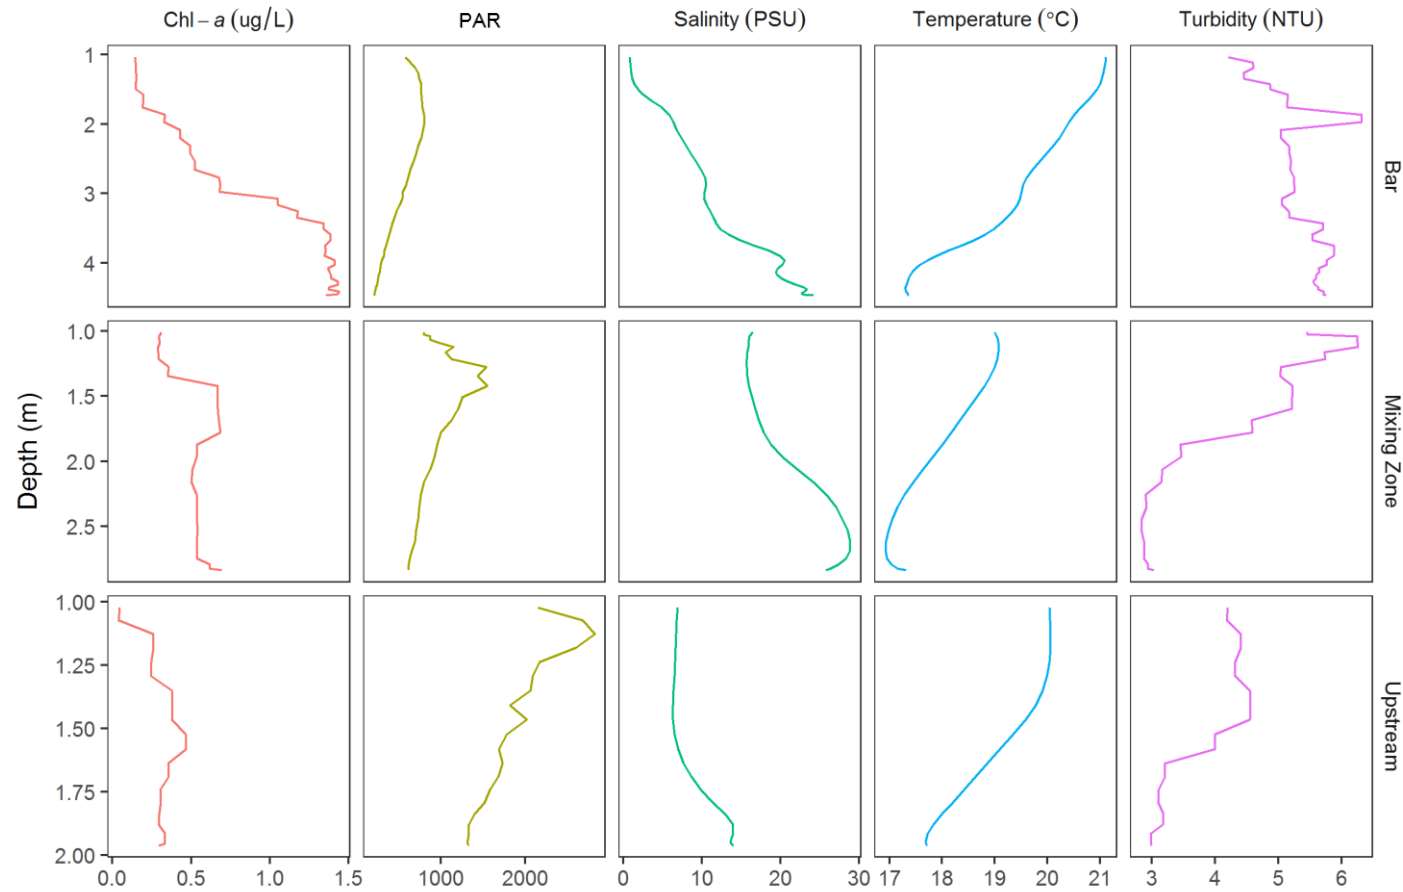 Chl – a (ug/L) PAR Salinity (PSU) Temperature (°C) Turbidity (NTU)
1
2
3
4
Bar
1.0
1.5
2.0
2.5
Mixing Zone
Depth (m)
1.00
1.25
1.50
1.75
2.00
Upstream
0.0 0.5 1.0 1.5 1000 2000 0 10 20 30 17 18 19 20 21 3 4 5 6